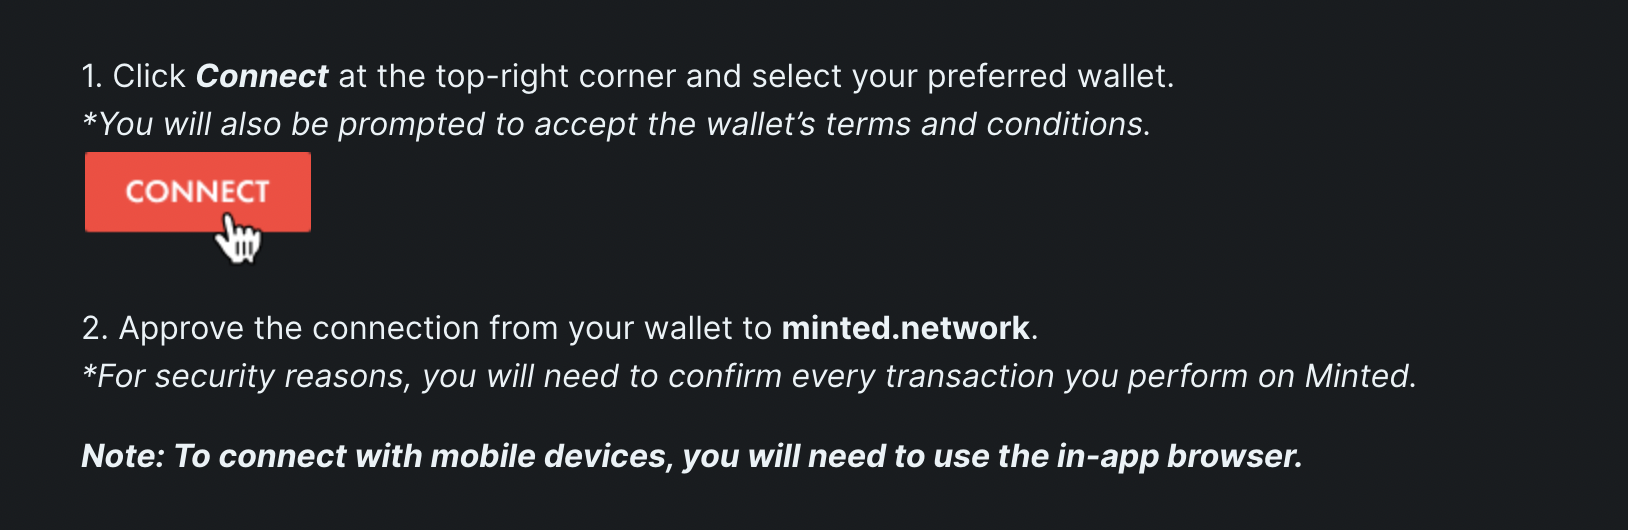 1. Click Connect at the top-right corner and select your preferred wallet.
*You will also be prompted to accept the wallet’s terms and conditions.
CONNECT
2. Approve the connection from your wallet to minted.network.
*For security reasons, you will need to confirm every transaction you perform on Minted.
Note: To connect with mobile devices, you will need to use the in-app browser.